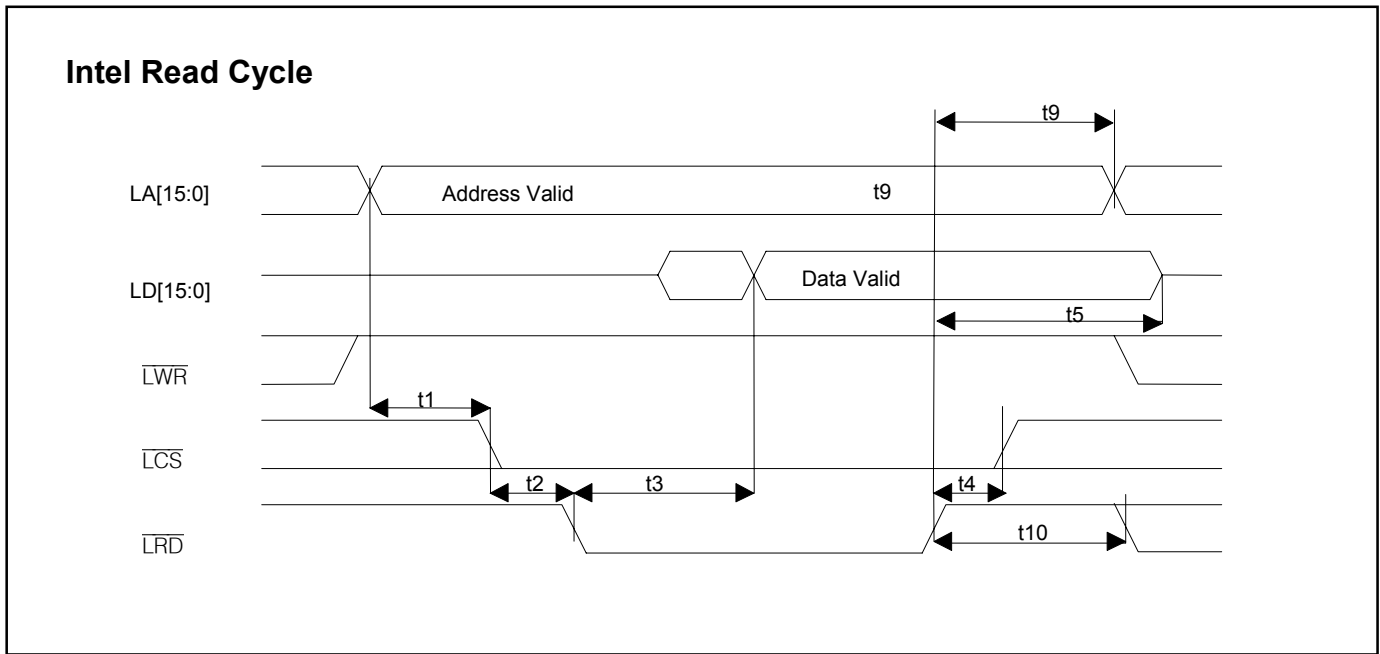 Intel Read Cycle
t9
LA[15:0]
Address Valid
t9
LD[15:0]
Data Valid
t5
LWR
t1
LCS
t2
t3
t4
LRD
t10